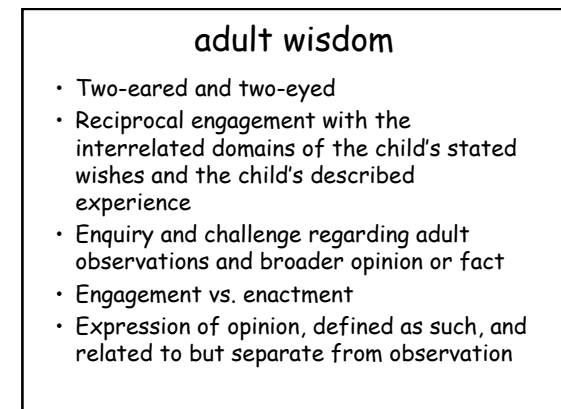 adult wisdom
• Two-eared and two-eyed
• Reciprocal engagement with the
interrelated domains of the child's stated
wishes and the child's described
experience
• Enquiry and challenge regarding adult
observations and broader opinion or fact
• Engagement vs. enactment
• Expression of opinion, defined as such, and
related to but separate from observation